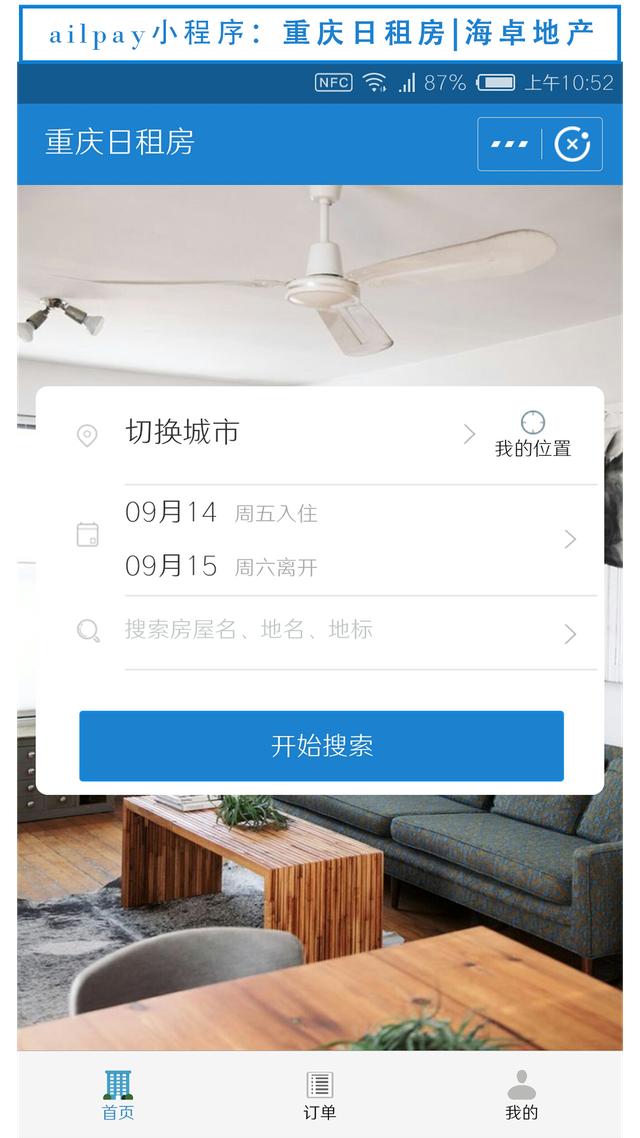 ailpay小程序：重庆日租房|海卓地产
NFC 87% 上午10:52
重庆日租房
切换城市
我的位置
09月14 周五入住
09月15 周六离开
搜索房屋名、地名、地标
开始搜索
首页 订单 我的